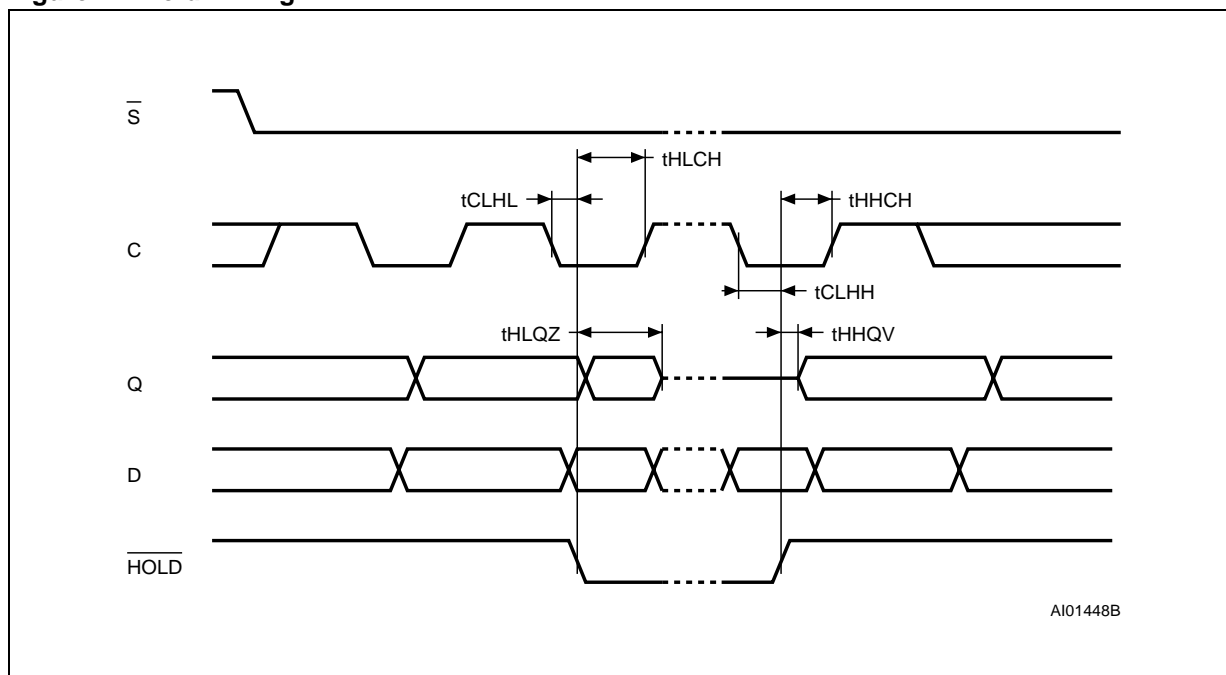 S
tHLCH
tCLHL
tHHCH
C
tCLHH
tHLQZ
tHHQV
Q
D
HOLD
AI01448B